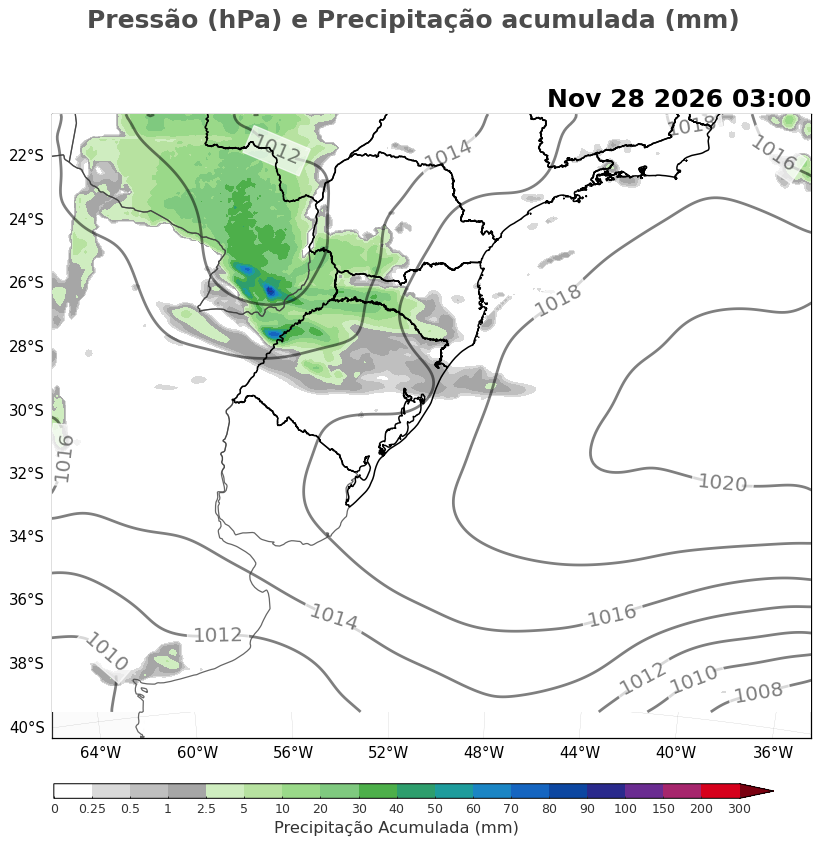 Pressão (hPa) e Precipitação acumulada (mm)
Nov 28 2026 03:00
1018
1012
1014
1016
22°S
24°S
26°S
1018
28°S
30°S
1016
32°S
1020
34°S
36°S
1014
1016
1012
1010
38°S
1012
1010
1008
40°S
64°W 60°W 56°W 52°W 48°W 44°W 40°W 36°W
0 0.25 0.5 1 2.5 5 10 20 30 40 50 60 70 80 90 100 150 200 300
Precipitação Acumulada (mm)